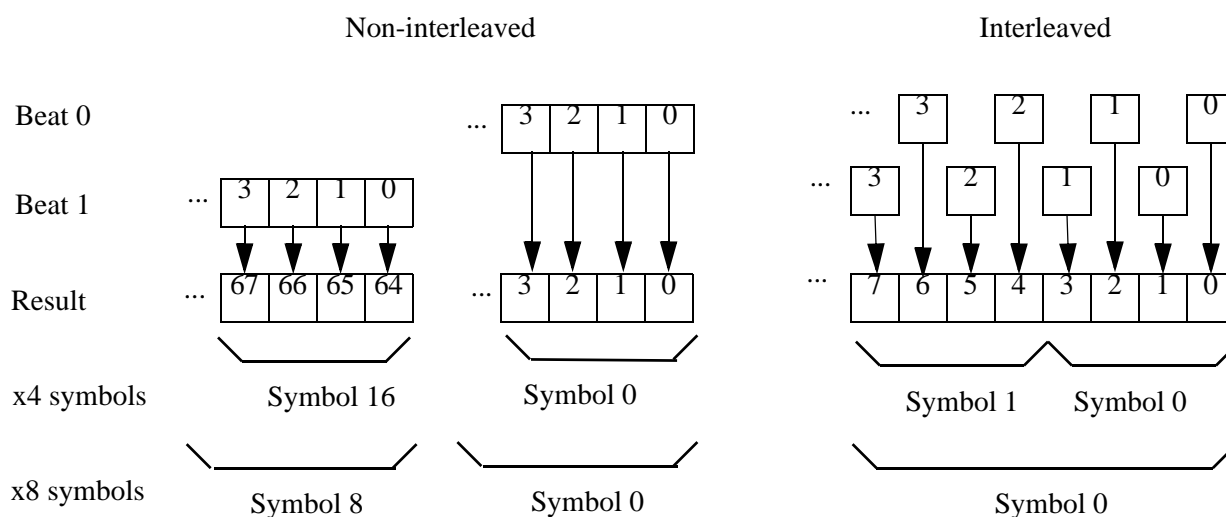 Non-interleaved Interleaved
Beat 0 ... 3 2 1 0 ... 3 2 1 0
Beat 1 ... 3 2 1 0 ... 3 2 1 0
Result ... 67 66 65 64 ... 3 2 1 0 ... 7 6 5 4 3 2 1 0
x4 symbols Symbol 16 Symbol 0 Symbol 1 Symbol 0
x8 symbols Symbol 8 Symbol 0 Symbol 0